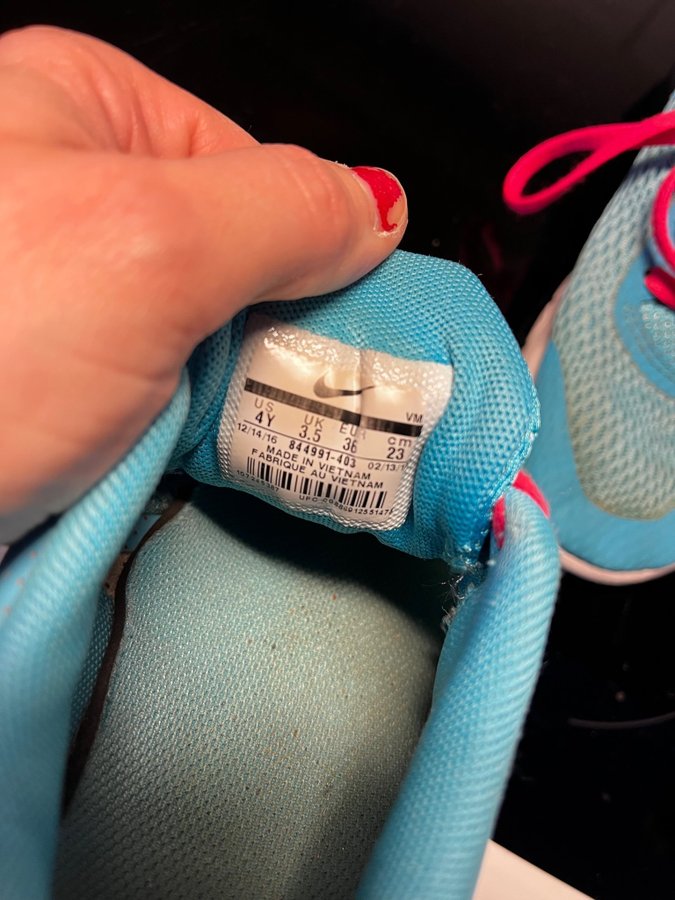 VM
US UK EUR cm
4Y 3.5 36 23
12/14/16 844991-403 02/13/1
MADE IN VIETNAM
FABRIQUE AU VIETNAM